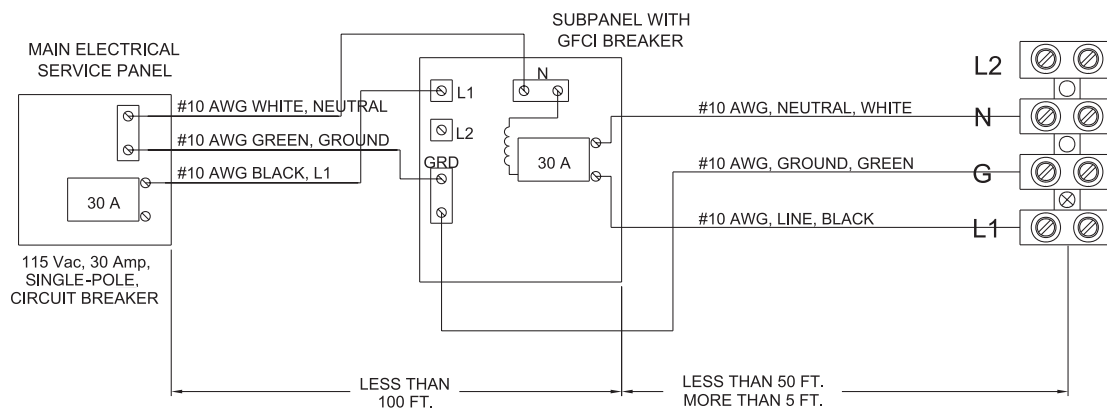 MAIN ELECTRICAL
SERVICE PANEL
SUBPANEL WITH
GFCI BREAKER
#10 AWG WHITE, NEUTRAL
#10 AWG GREEN, GROUND
#10 AWG BLACK, L1
30 A
115 Vac, 30 Amp,
SINGLE-POLE,
CIRCUIT BREAKER
L1
N
L2
GRD
30 A
#10 AWG, NEUTRAL, WHITE
#10 AWG, GROUND, GREEN
#10 AWG, LINE, BLACK
L2
N
G
L1
LESS THAN
100 FT.
LESS THAN 50 FT.
MORE THAN 5 FT.